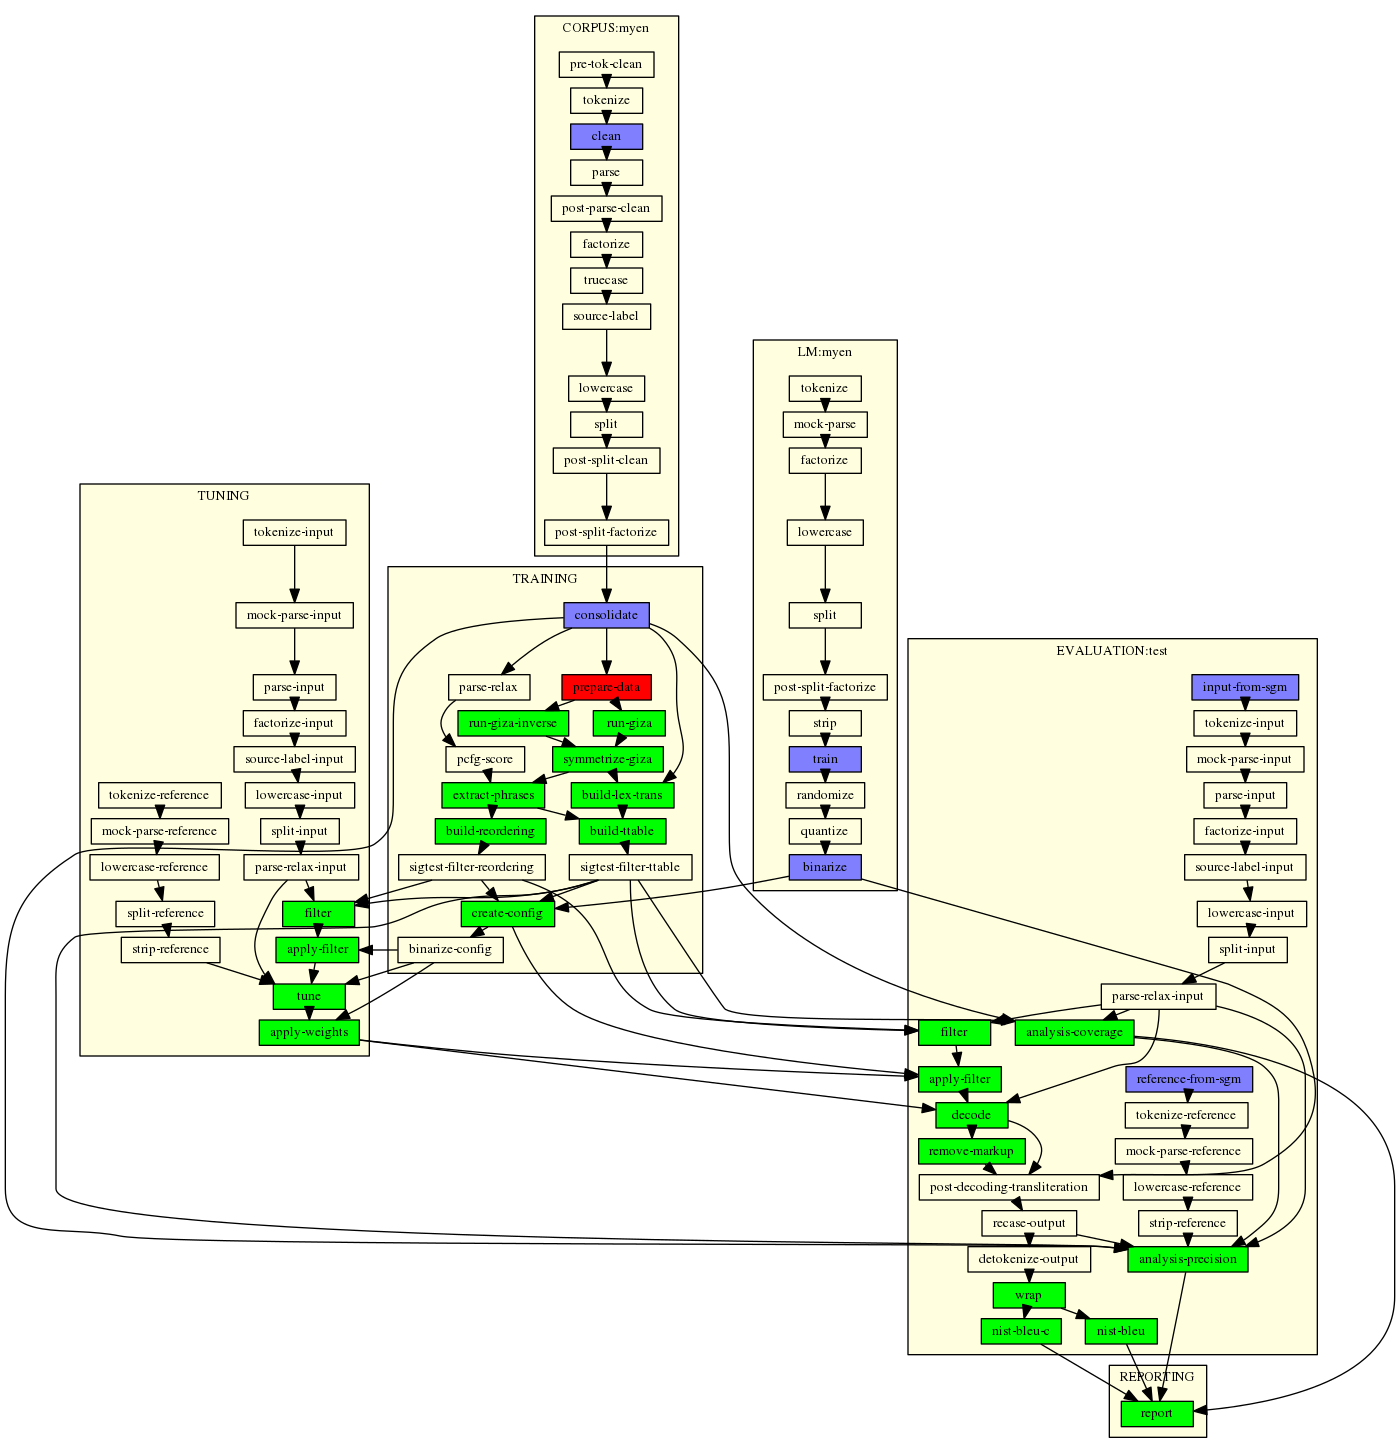 CORPUS:myen
pre-tok-clean
tokenize
clean
parse
post-parse-clean
factorize
truecase
source-label
lowercase
split
post-split-clean
post-split-factorize
LM:myen
tokenize
mock-parse
factorize
lowercase
split
post-split-factorize
strip
train
randomize
quantize
binarize
TUNING
tokenize-input
mock-parse-input
parse-input
factorize-input
source-label-input
lowercase-input
split-input
parse-relax-input
tokenize-reference
mock-parse-reference
lowercase-reference
split-reference
strip-reference
filter
apply-filter
tune
apply-weights
TRAINING
consolidate
parse-relax
prepare-data
run-giza-inverse
run-giza
pcfg-score
symmetrize-giza
extract-phrases
build-lex-trans
build-reordering
build-ttable
sigtest-filter-reordering
sigtest-filter-ttable
create-config
binarize-config
EVALUATION:test
input-from-sgm
tokenize-input
mock-parse-input
parse-input
factorize-input
source-label-input
lowercase-input
split-input
parse-relax-input
filter
analysis-coverage
apply-filter
reference-from-sgm
decode
tokenize-reference
remove-markup
mock-parse-reference
post-decoding-transliteration
lowercase-reference
recase-output
strip-reference
detokenize-output
analysis-precision
wrap
nist-bleu-c
nist-bleu
REPORTING
report